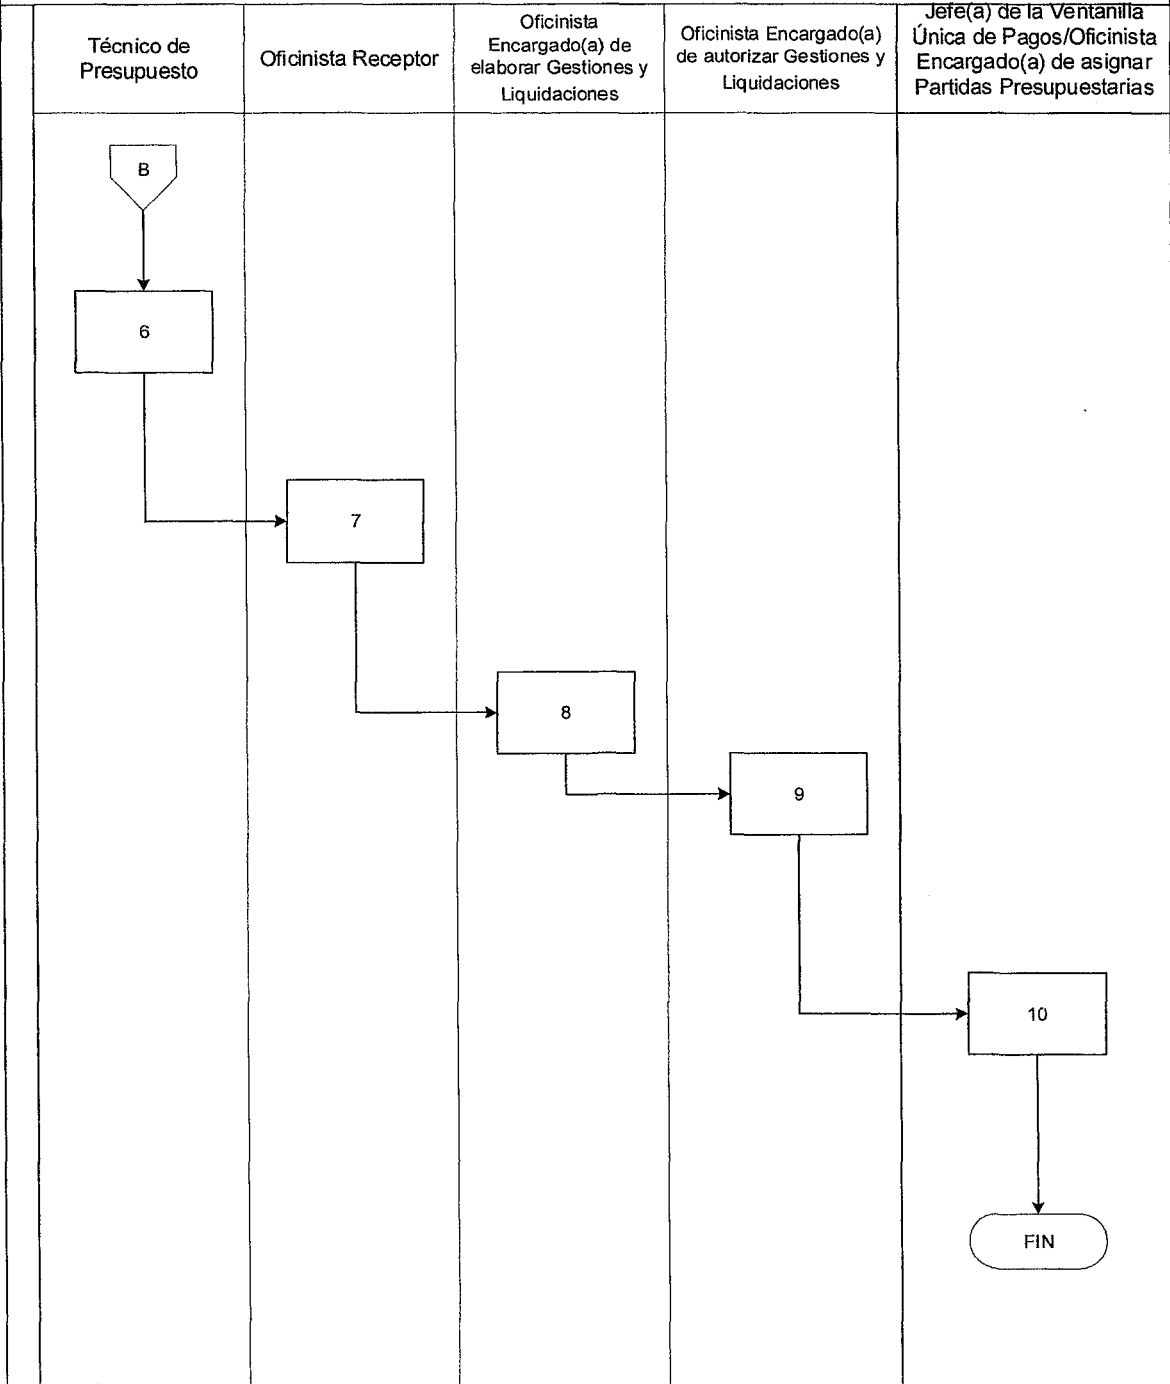 Técnico de
Presupuesto
Oficinista Receptor
Oficinista
Encargado(a) de
elaborar Gestiones y
Liquidaciones
Oficinista Encargado(a)
de autorizar Gestiones y
Liquidaciones
Jefe(a) de la Ventanilla
Única de Pagos/Oficinista
Encargado(a) de asignar
Partidas Presupuestarias
B
6
7
8
9
10
FIN